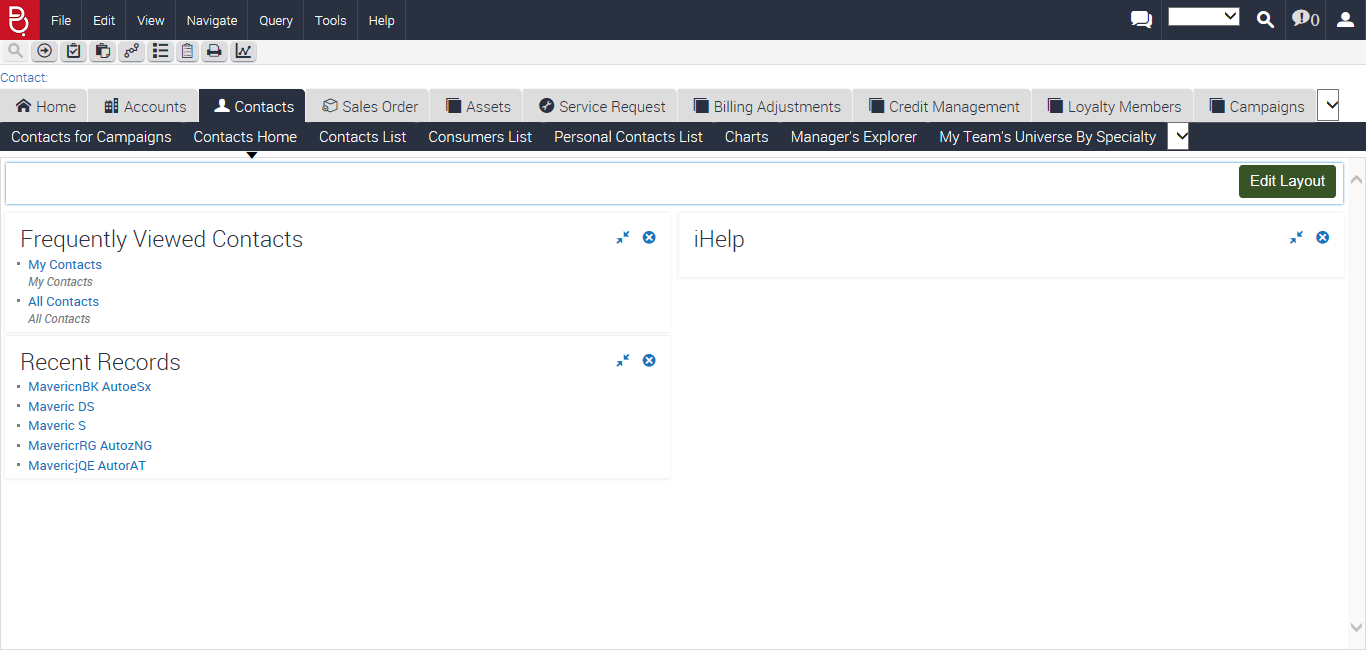 File Edit View Navigate Query Tools Help 0
Contact:
Home Accounts Contacts Sales Order Assets Service Request Billing Adjustments Credit Management Loyalty Members Campaigns
Contacts for Campaigns Contacts Home Contacts List Consumers List Personal Contacts List Charts Manager's Explorer My Team's Universe By Specialty
Edit Layout
Frequently Viewed Contacts
My Contacts
My Contacts
All Contacts
All Contacts
iHelp
Recent Records
MavericnBK AutoeSx
Maveric DS
Maveric S
MavericrRG AutozNG
MavericjQE AutorAT